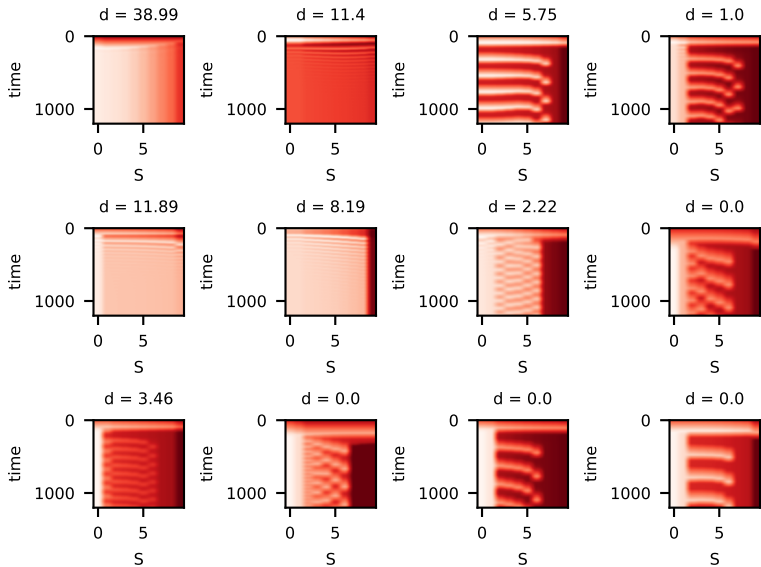 d = 38.99
d = 11.4
d = 5.75
d = 1.0
0
0
0
0
time
time
time
time
1000
1000
1000
1000
0 5
0 5
0 5
0 5
S
S
S
S
d = 11.89
d = 8.19
d = 2.22
d = 0.0
0
0
0
0
time
time
time
time
1000
1000
1000
1000
0 5
0 5
0 5
0 5
S
S
S
S
d = 3.46
d = 0.0
d = 0.0
d = 0.0
0
0
0
0
time
time
time
time
1000
1000
1000
1000
0 5
0 5
0 5
0 5
S
S
S
S